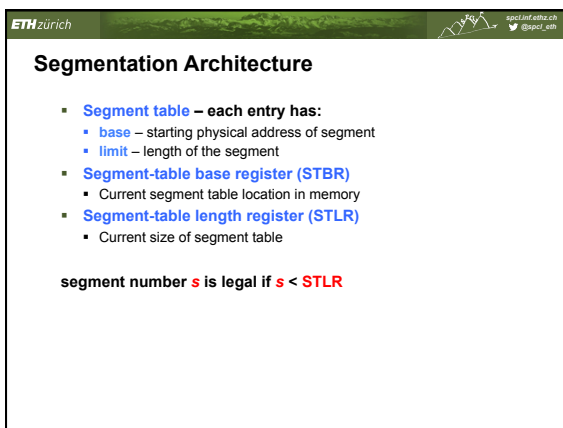 ETH zürich
spcl.inf.ethz.ch
@spcl_eth
Segmentation Architecture
▪ Segment table – each entry has:
▪ base – starting physical address of segment
▪ limit – length of the segment
▪ Segment-table base register (STBR)
▪ Current segment table location in memory
▪ Segment-table length register (STLR)
▪ Current size of segment table
segment number s is legal if s < STLR